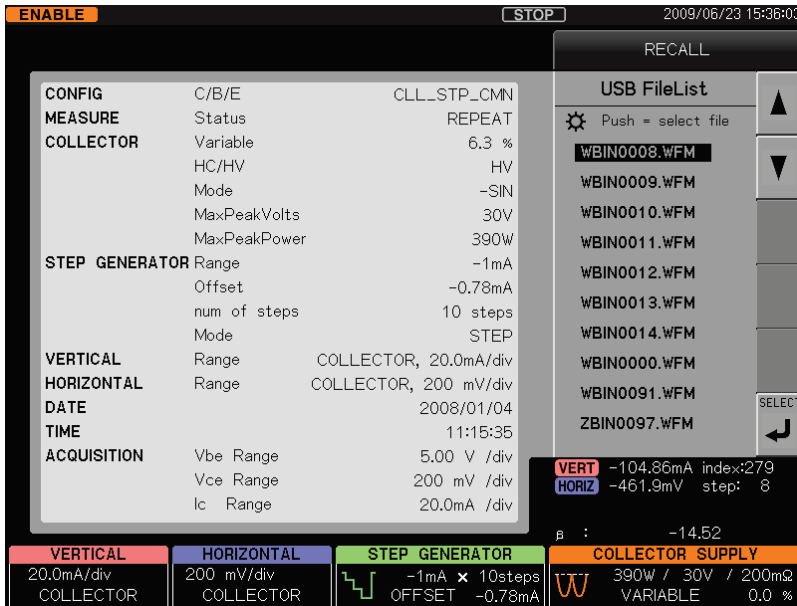 ENABLE STOP 2009/06/23 15:36:03
RECALL
CONFIG C/B/E CLL_STP_CMN
MEASURE Status REPEAT
COLLECTOR Variable 6.3 %
HC/HV HV
Mode -SIN
MaxPeakVolts 30V
MaxPeakPower 390W
STEP GENERATOR Range -1mA
Offset -0.78mA
num of steps 10 steps
Mode STEP
VERTICAL Range COLLECTOR, 20.0mA/div
HORIZONTAL Range COLLECTOR, 200 mV/div
DATE 2008/01/04
TIME 11:15:35
ACQUISITION Vbe Range 5.00 V /div
Vce Range 200 mV /div
Ic Range 20.0mA /div
USB FileList
Push = select file
WBIN0008.WFM
WBIN0009.WFM
WBIN0010.WFM
WBIN0011.WFM
WBIN0012.WFM
WBIN0013.WFM
WBIN0014.WFM
WBIN0000.WFM
WBIN0091.WFM
ZBIN0097.WFM
SELECT
VERT -104.86mA index:279
HORIZ -461.9mV step: 8
β : -14.52
VERTICAL
20.0mA/div
COLLECTOR
HORIZONTAL
200 mV/div
COLLECTOR
STEP GENERATOR
-1mA × 10steps
OFFSET -0.78mA
COLLECTOR SUPPLY
390W / 30V / 200mΩ
VARIABLE 0.0 %